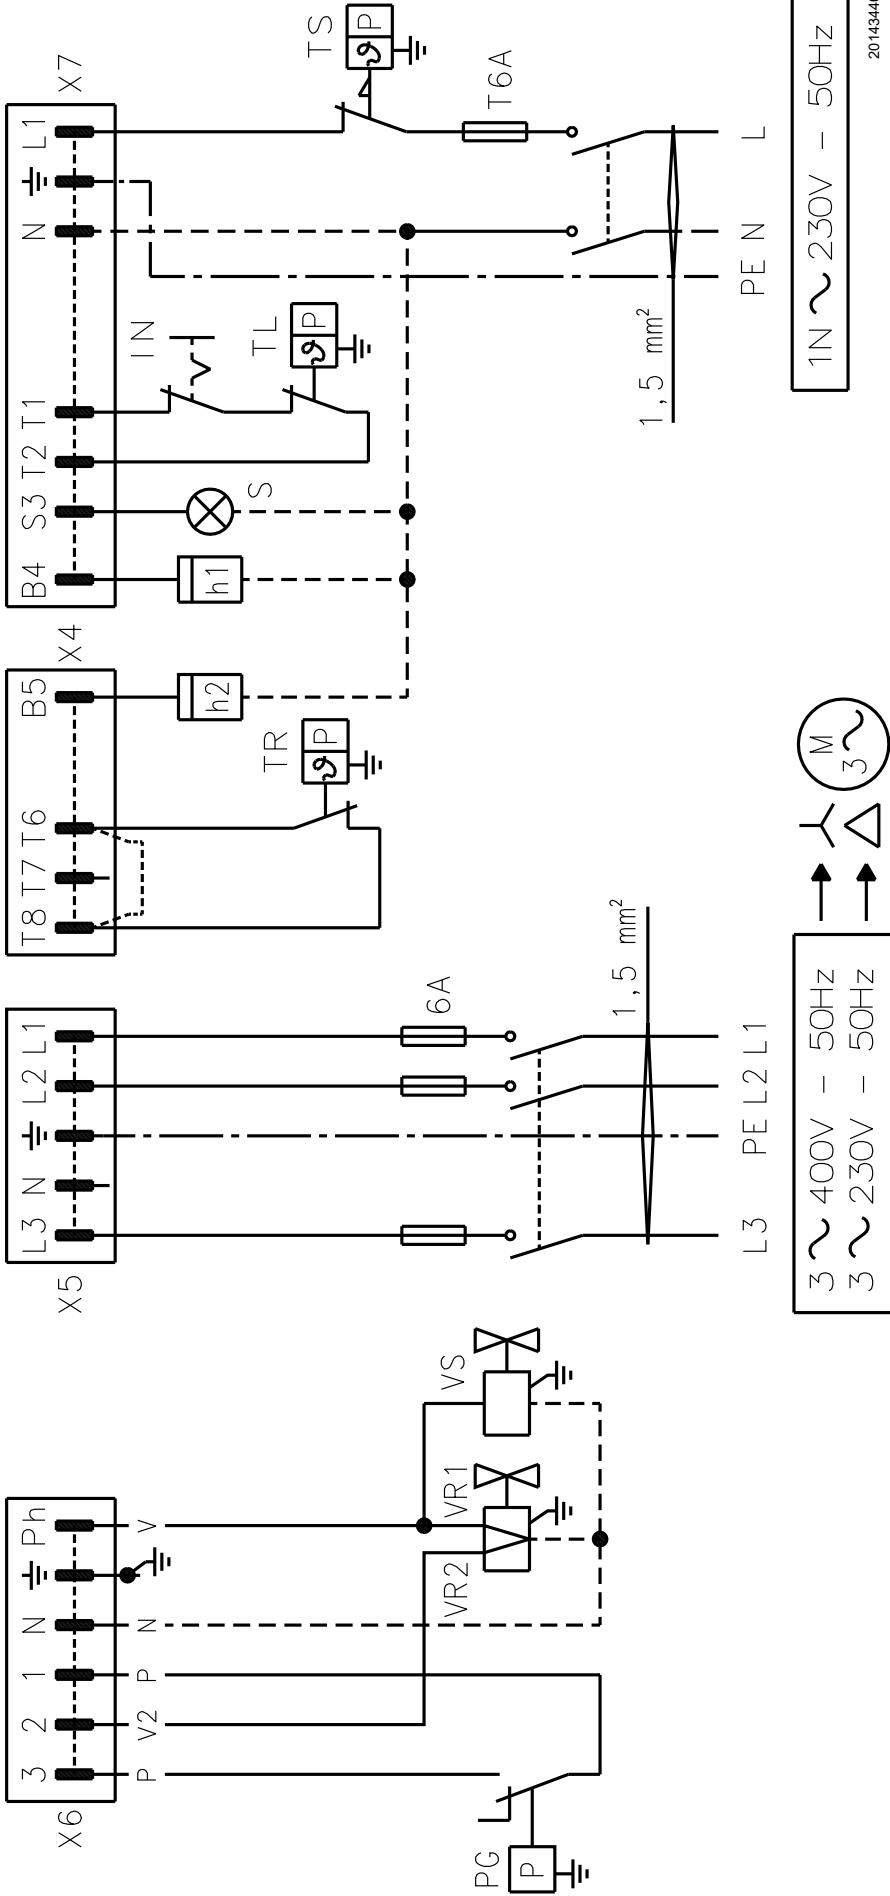 X7
L1
N
T1
T2
S3
B4
TS
P
T6A
IN
TL
P
S
h1
L
N
PE
1,5 mm²
1N ~ 230V - 50Hz
X4
B5
T6
T7
T8
h2
TR
P
X5
L1
L2
N
L3
6A
1,5 mm²
L1
L2
PE
L3
M
3~
3 ~ 400V - 50Hz
3 ~ 230V - 50Hz
X6
Ph
N
1
2
3
V
N
P
V2
P
VS
VR1
VR2
PG
P